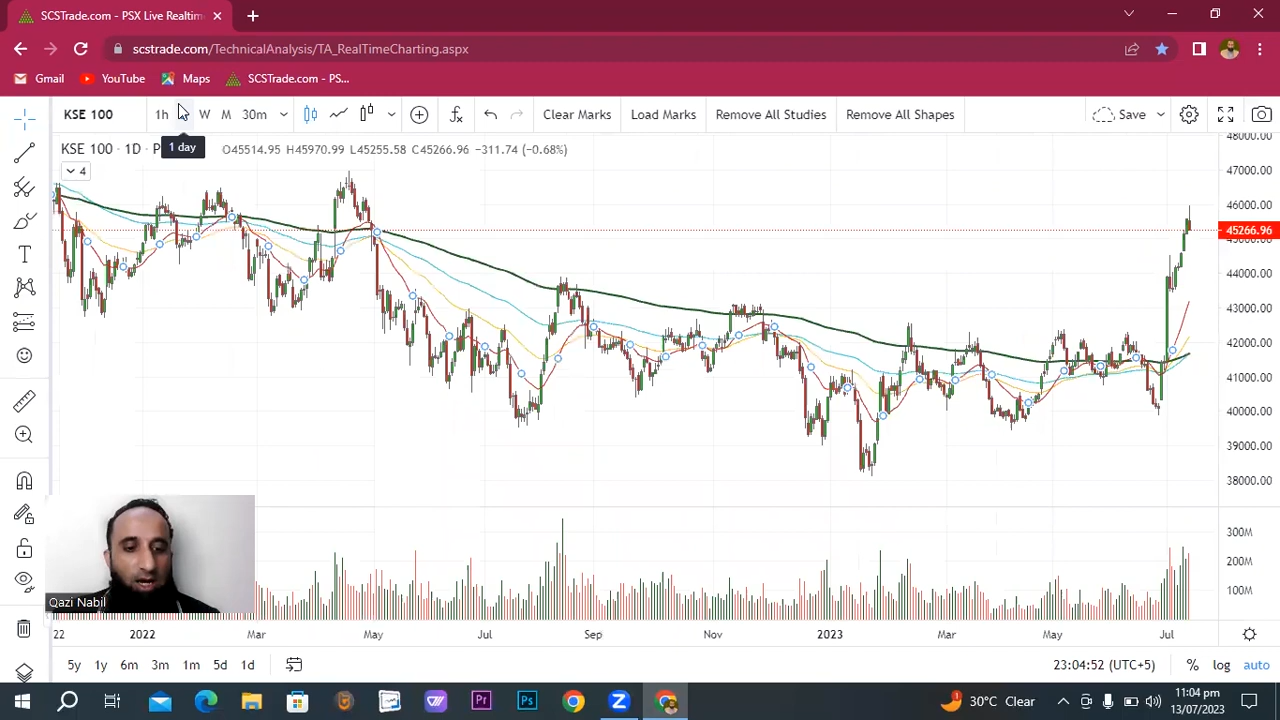 SCSTrade.com - PSX Live Realtim
scstrade.com/TechnicalAnalysis/TA_RealTimeCharting.aspx
Gmail YouTube Maps SCSTrade.com - PS...
KSE 100 1h W M 30m Clear Marks Load Marks Remove All Studies Remove All Shapes Save
1 day
KSE 100 · 1D · P O45514.95 H45970.99 L45255.58 C45266.96 −311.74 (−0.68%)
4
48000.00
47000.00
46000.00
45266.96
45000.00
44000.00
43000.00
42000.00
41000.00
40000.00
39000.00
38000.00
300M
200M
100M
Qazi Nabil
22 2022 Mar May Jul Sep Nov 2023 Mar May Jul
5y 1y 6m 3m 1m 5d 1d 23:04:52 (UTC+5) % log auto
30°C Clear 11:04 pm
13/07/2023